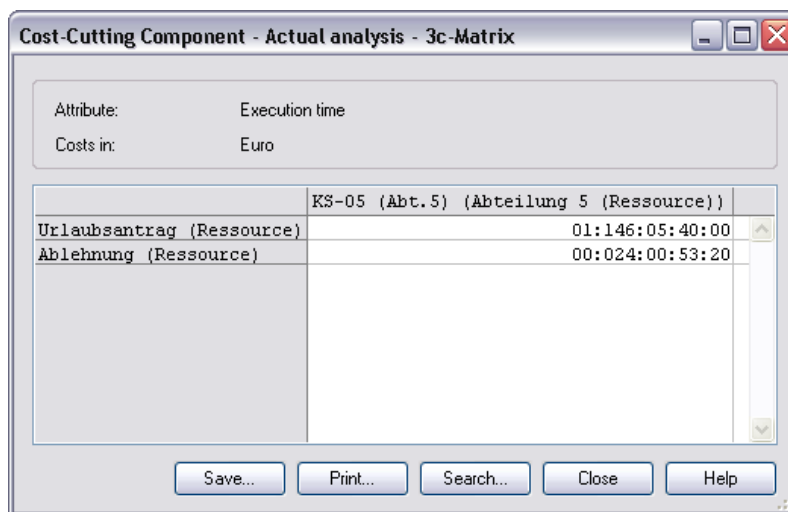 Cost-Cutting Component - Actual analysis - 3c-Matrix
Attribute: Execution time
Costs in: Euro
KS-05 (Abt.5) (Abteilung 5 (Ressource))
Urlaubsantrag (Ressource) 01:146:05:40:00
Ablehnung (Ressource) 00:024:00:53:20
Save... Print... Search... Close Help